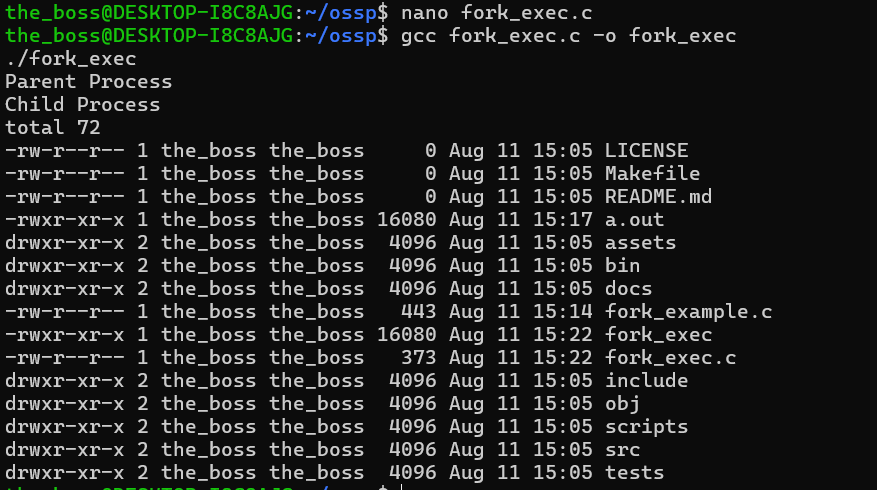 the_boss@DESKTOP-I8C8AJG:~/ossp$ nano fork_exec.c
the_boss@DESKTOP-I8C8AJG:~/ossp$ gcc fork_exec.c -o fork_exec
./fork_exec
Parent Process
Child Process
total 72
-rw-r--r-- 1 the_boss the_boss     0 Aug 11 15:05 LICENSE
-rw-r--r-- 1 the_boss the_boss     0 Aug 11 15:05 Makefile
-rw-r--r-- 1 the_boss the_boss     0 Aug 11 15:05 README.md
-rwxr-xr-x 1 the_boss the_boss 16080 Aug 11 15:17 a.out
drwxr-xr-x 2 the_boss the_boss  4096 Aug 11 15:05 assets
drwxr-xr-x 2 the_boss the_boss  4096 Aug 11 15:05 bin
drwxr-xr-x 2 the_boss the_boss  4096 Aug 11 15:05 docs
-rw-r--r-- 1 the_boss the_boss   443 Aug 11 15:14 fork_example.c
-rwxr-xr-x 1 the_boss the_boss 16080 Aug 11 15:22 fork_exec
-rw-r--r-- 1 the_boss the_boss   373 Aug 11 15:22 fork_exec.c
drwxr-xr-x 2 the_boss the_boss  4096 Aug 11 15:05 include
drwxr-xr-x 2 the_boss the_boss  4096 Aug 11 15:05 obj
drwxr-xr-x 2 the_boss the_boss  4096 Aug 11 15:05 scripts
drwxr-xr-x 2 the_boss the_boss  4096 Aug 11 15:05 src
drwxr-xr-x 2 the_boss the_boss  4096 Aug 11 15:05 tests